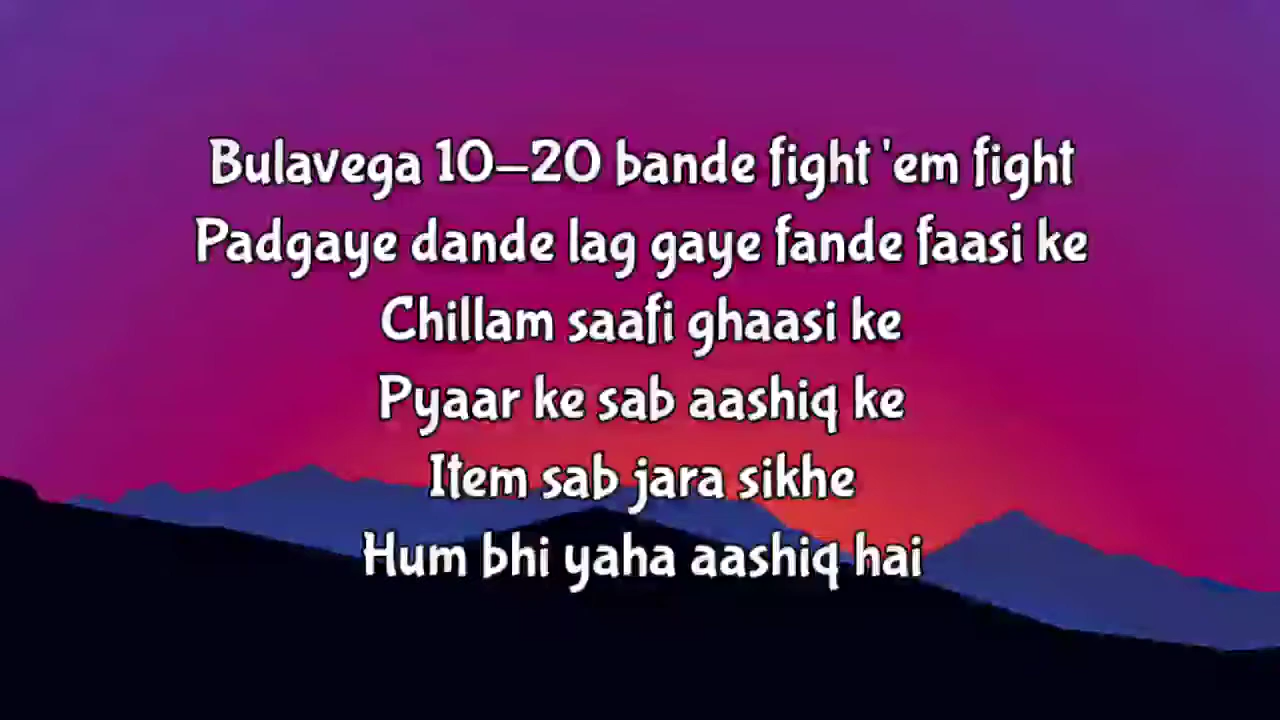 Bulavega 10–20 bande fight 'em fight
Padgaye dande lag gaye fande faasi ke
Chillam saafi ghaasi ke
Pyaar ke sab aashiq ke
Item sab jara sikhe
Hum bhi yaha aashiq hai